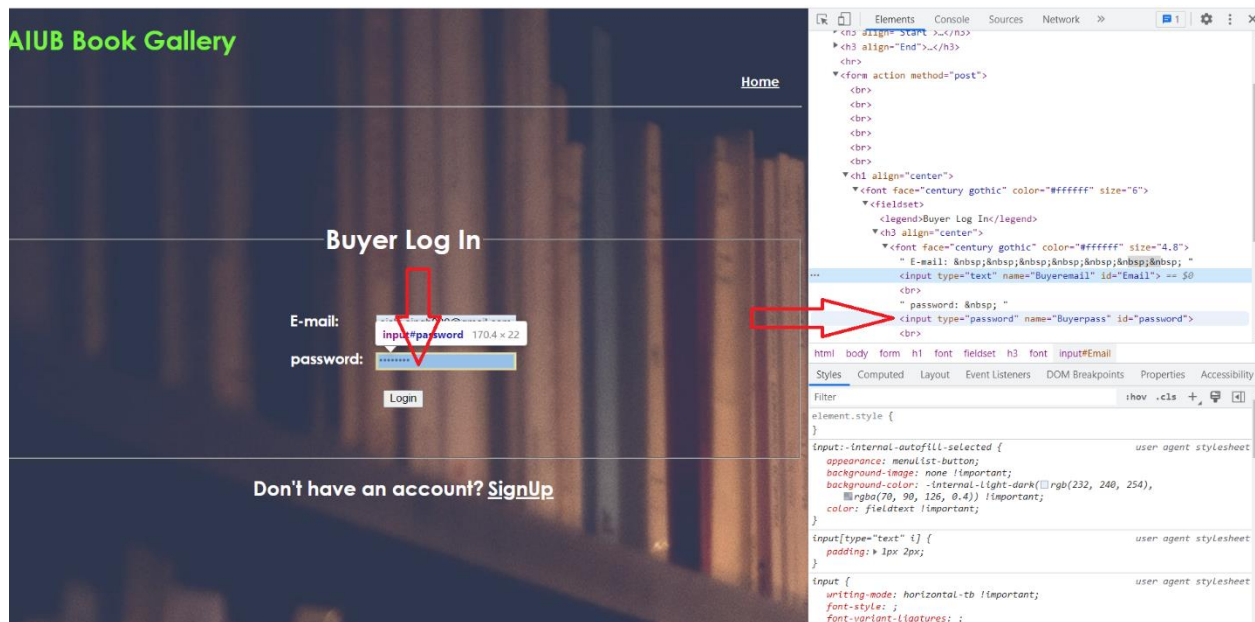 AIUB Book Gallery
Home
Buyer Log In
E-mail:
input#password 170.4 × 22
password: ••••••••
Login
Don't have an account? SignUp
Elements Console Sources Network » 1
<h3 align="Start">…</h3>
<h3 align="End">…</h3>
<hr>
<form action method="post">
<br>
<br>
<br>
<br>
<br>
<br>
<h1 align="center">
<font face="century gothic" color="#ffffff" size="6">
<fieldset>
<legend>Buyer Log In</legend>
<h3 align="center">
<font face="century gothic" color="#ffffff" size="4.8">
" E-mail: &nbsp;&nbsp;&nbsp;&nbsp;&nbsp;&nbsp;&nbsp; "
… <input type="text" name="Buyeremail" id="Email"> == $0
<br>
" password: &nbsp; "
<input type="password" name="Buyerpass" id="password">
<br>
html body form h1 font fieldset h3 font input#Email
Styles Computed Layout Event Listeners DOM Breakpoints Properties Accessibility
Filter :hov .cls +
element.style {
}
input:-internal-autofill-selected { user agent stylesheet
appearance: menulist-button;
background-image: none !important;
background-color: -internal-light-dark(rgb(232, 240, 254),
rgba(70, 90, 126, 0.4)) !important;
color: fieldtext !important;
}
input[type="text" i] { user agent stylesheet
padding: 1px 2px;
}
input { user agent stylesheet
writing-mode: horizontal-tb !important;
font-style: ;
font-variant-ligatures: ;